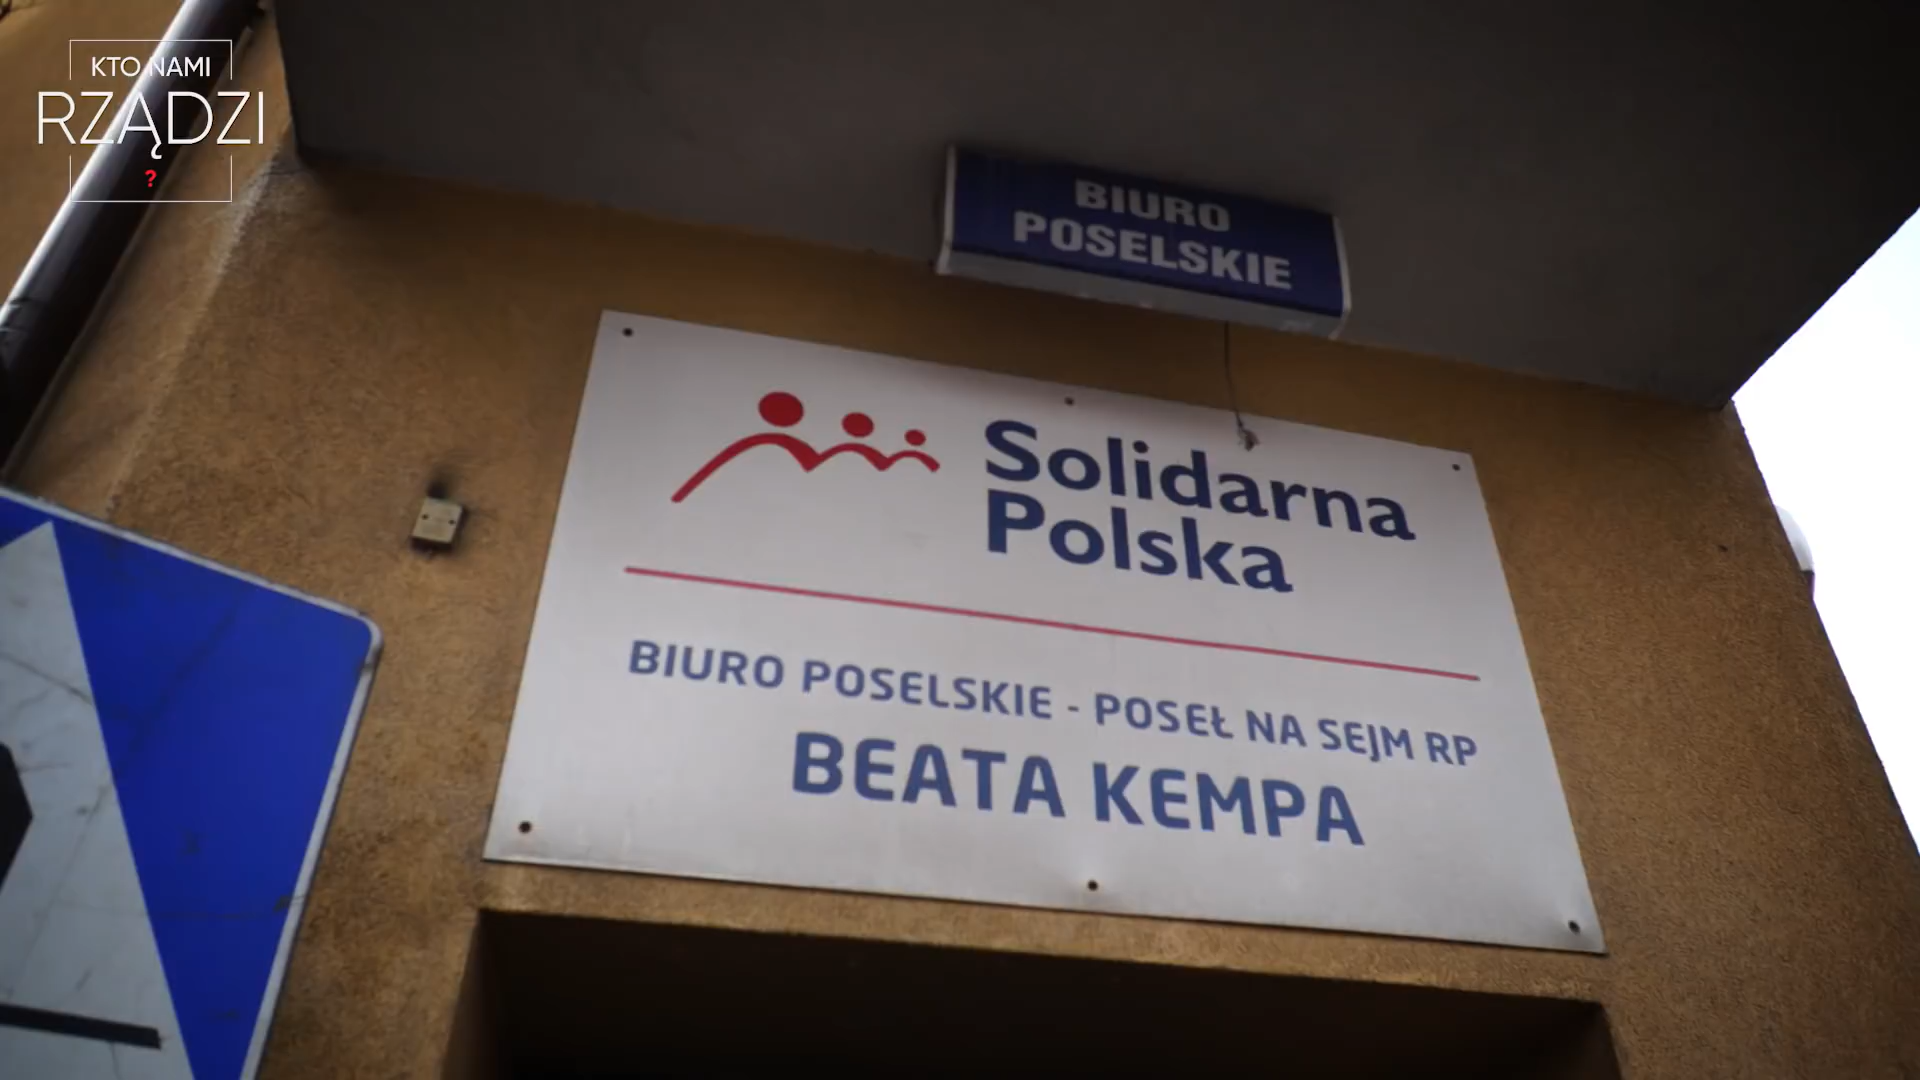 KTO NAMI
RZĄDZI
?
BIURO
POSELSKIE
Solidarna
Polska
BIURO POSELSKIE - POSEŁ NA SEJM RP
BEATA KEMPA